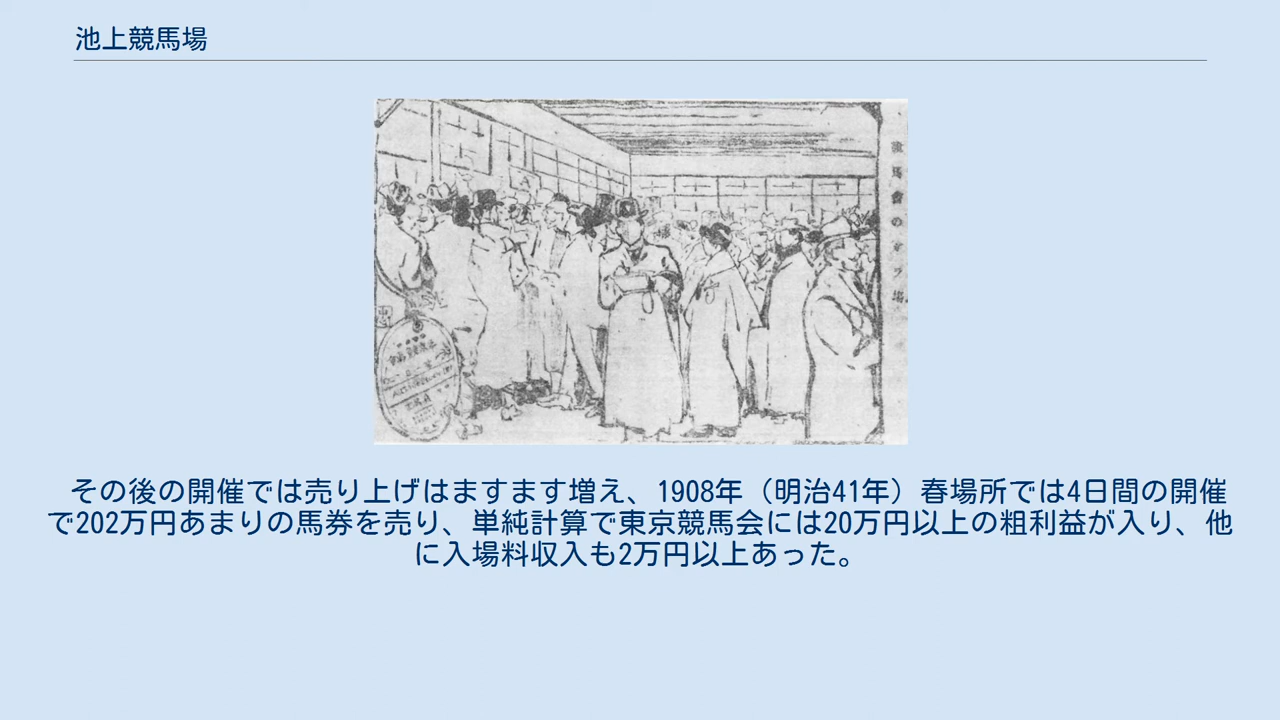 池上競馬場
その後の開催では売り上げはますます増え、1908年（明治41年）春場所では4日間の開催
で202万円あまりの馬券を売り、単純計算で東京競馬会には20万円以上の粗利益が入り、他
に入場料収入も2万円以上あった。